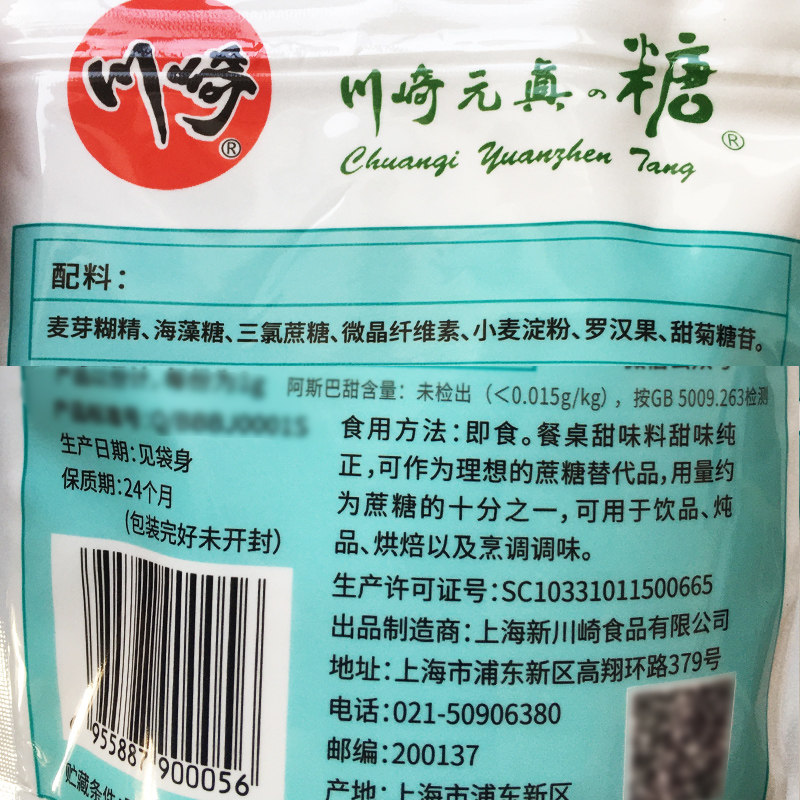 川崎®
川崎元真の糖®
Chuanqi Yuanzhen Tang
配料：
麦芽糊精、海藻糖、三氯蔗糖、微晶纤维素、小麦淀粉、罗汉果、甜菊糖苷。
阿斯巴甜含量：未检出（＜0.015g/kg），按GB 5009.263检测
生产日期：见袋身
保质期：24个月
(包装完好未开封)
食用方法：即食。餐桌甜味料甜味纯
正，可作为理想的蔗糖替代品，用量约
为蔗糖的十分之一，可用于饮品、炖
品、烘焙以及烹调调味。
生产许可证号：SC10331011500665
出品制造商：上海新川崎食品有限公司
地址：上海市浦东新区高翔环路379号
电话：021-50906380
邮编：200137
产地：上海市浦东新区
955887 900056
贮藏条件